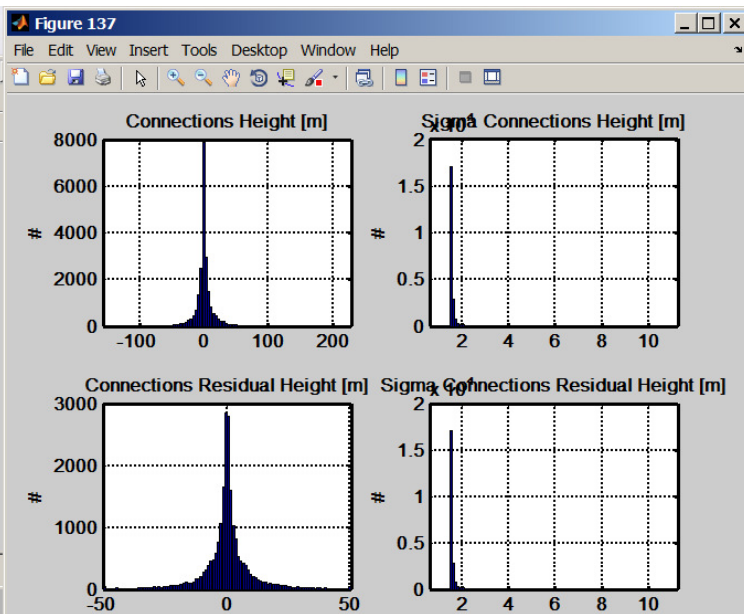 Figure 137
File Edit View Insert Tools Desktop Window Help
Connections Height [m]
8000
6000
4000
2000
0
#
-100 0 100 200
Sigma Connections Height [m]
x 10⁴
2
1.5
1
0.5
0
#
2 4 6 8 10
Connections Residual Height [m]
3000
2000
1000
0
#
-50 0 50
Sigma Connections Residual Height [m]
x 10⁴
2
1.5
1
0.5
0
#
2 4 6 8 10